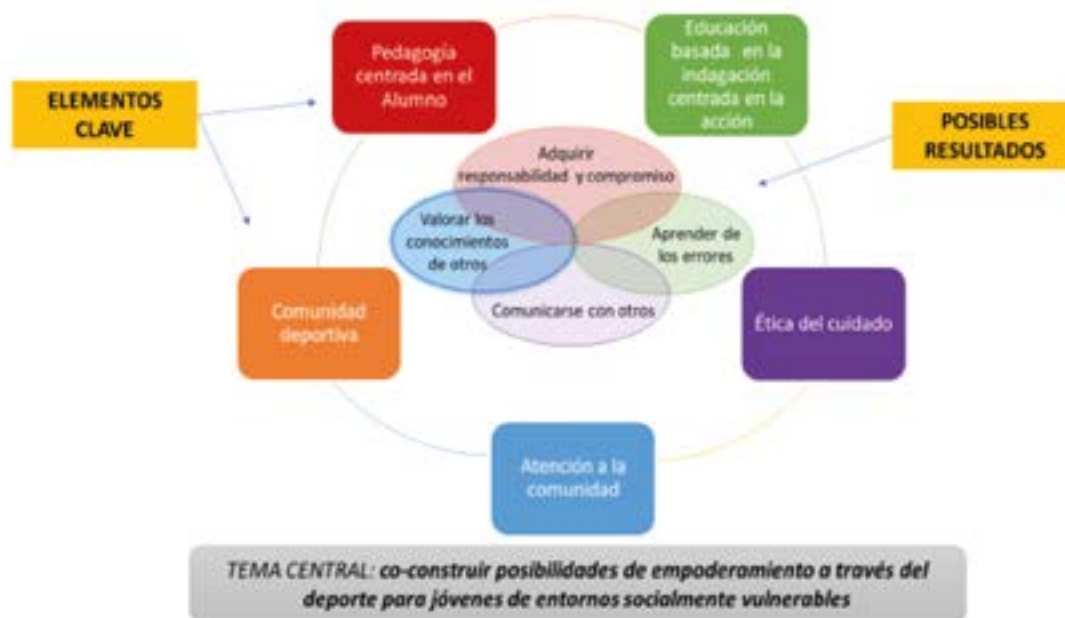 Pedagogía
centrada en el
Alumno
Educación
basada en la
indagación
centrada en la
acción
ELEMENTOS
CLAVE
POSIBLES
RESULTADOS
Adquirir
responsabilidad y compromiso
Valorar los
conocimientos
de otros
Aprender de
los errores
Comunicarse con otros
Comunidad
deportiva
Ética del cuidado
Atención a la
comunidad
TEMA CENTRAL: co-construir posibilidades de empoderamiento a través del
deporte para jóvenes de entornos socialmente vulnerables